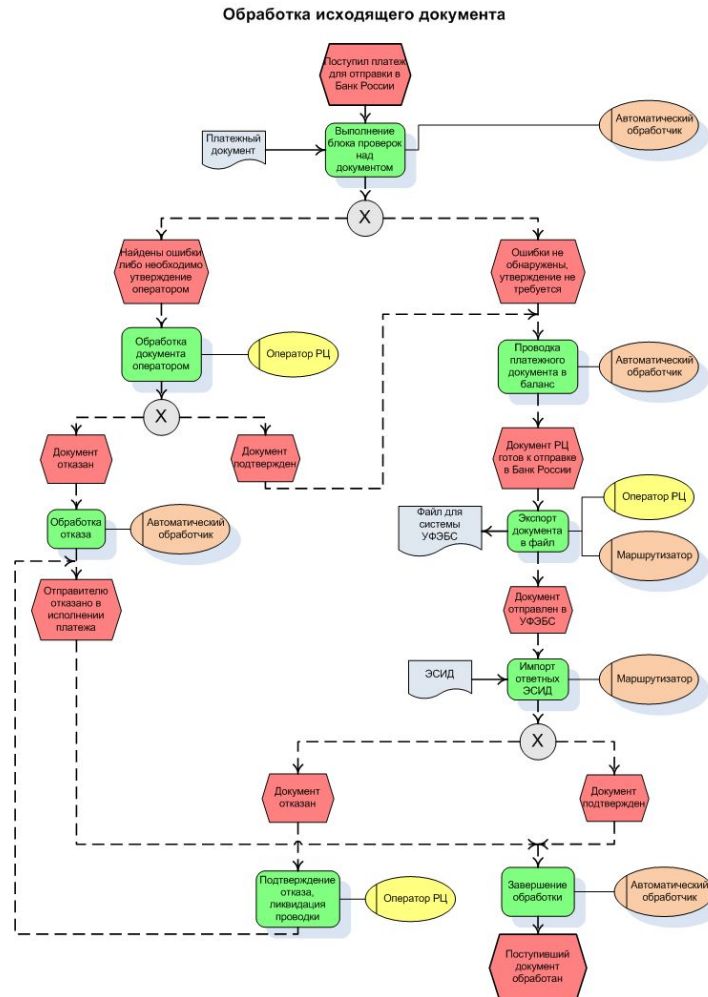 Обработка исходящего документа
Поступил платеж
для отправки в
Банк России
Платежный
документ
Выполнение
блока проверок
над
документом
Автоматический
обработчик
X
Найдены ошибки
либо необходимо
утверждение
оператором
Ошибки не
обнаружены,
утверждение не
требуется
Обработка
документа
оператором
Оператор РЦ
Проводка
платежного
документа в
баланс
Автоматический
обработчик
X
Документ
отказан
Документ
подтвержден
Документ РЦ
готов к отправке
в Банк России
Обработка
отказа
Автоматический
обработчик
Файл для
системы
УФЭБС
Экспорт
документа
в файл
Оператор РЦ
Маршрутизатор
Отправителю
отказано в
исполнении
платежа
Документ
отправлен в
УФЭБС
ЭСИД
Импорт
ответных
ЭСИД
Маршрутизатор
X
Документ
отказан
Документ
подтвержден
Подтверждение
отказа,
ликвидация
проводки
Оператор РЦ
Завершение
обработки
Автоматический
обработчик
Поступивший
документ
обработан